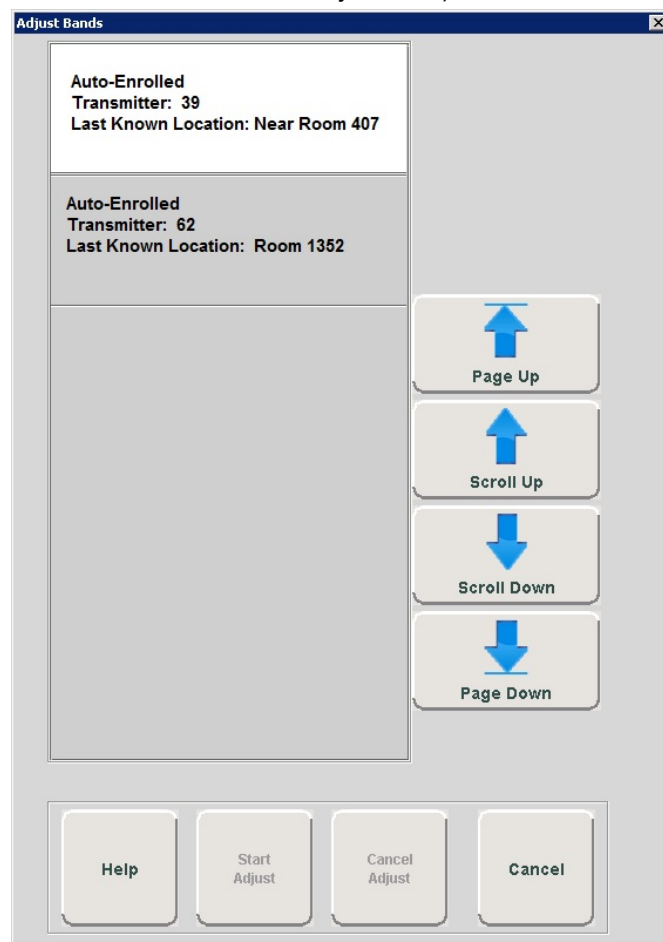 Adjust Bands
Auto-Enrolled
Transmitter: 39
Last Known Location: Near Room 407
Auto-Enrolled
Transmitter: 62
Last Known Location: Room 1352
Page Up
Scroll Up
Scroll Down
Page Down
Help
Start
Adjust
Cancel
Adjust
Cancel